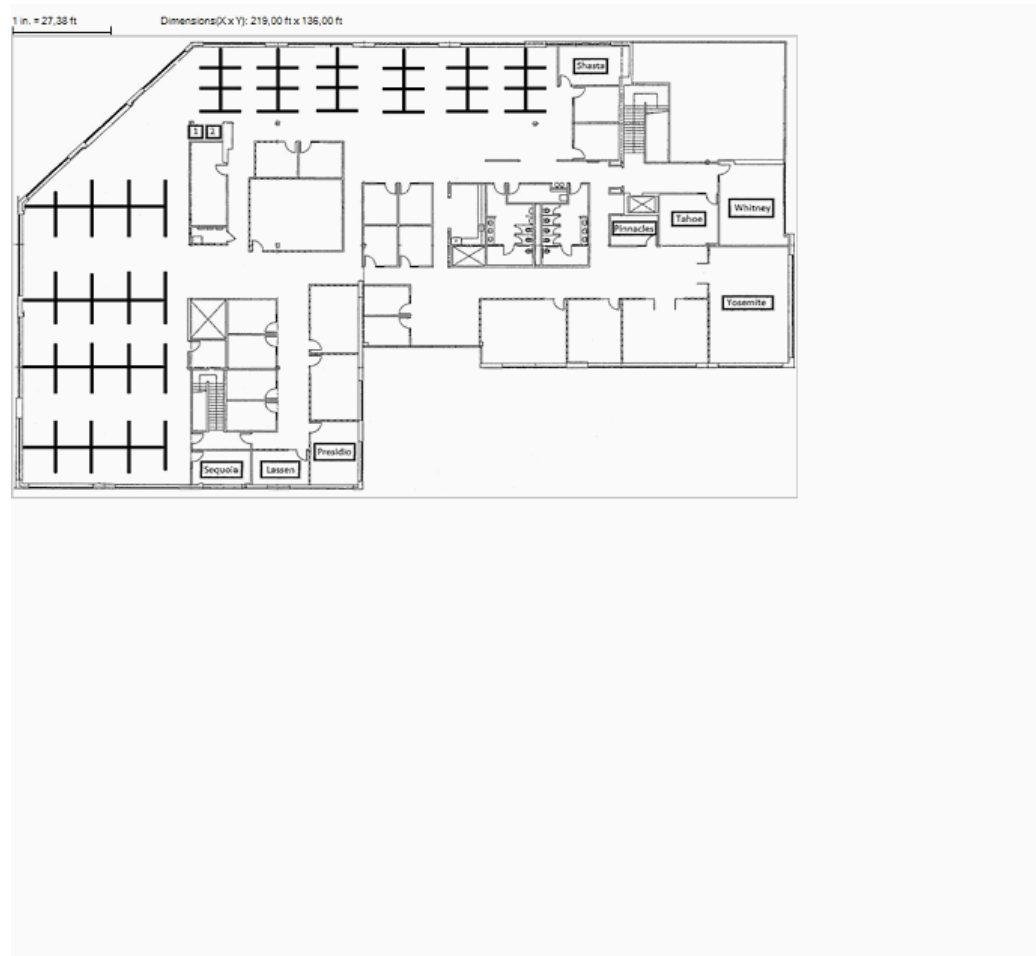 1 in. = 27,38 ft
Dimensions(X x Y): 219,00 ft x 136,00 ft
Shasta
1 2
Whitney
Tahoe
Pinnacles
Yosemite
Presidio
Sequoia
Lassen